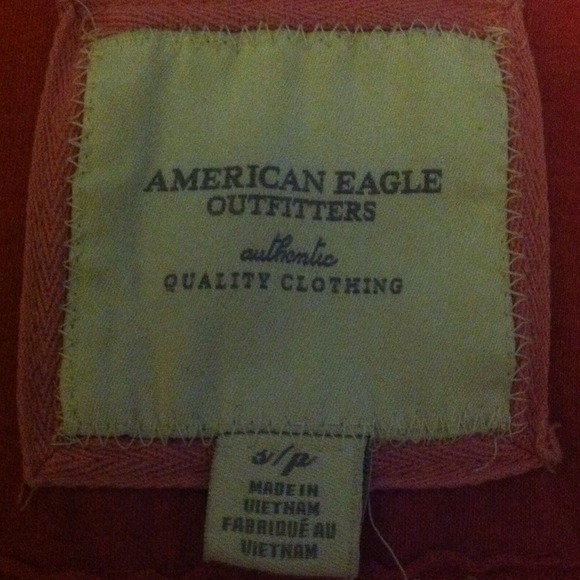 AMERICAN EAGLE
OUTFITTERS
authentic
QUALITY CLOTHING
s/p
MADE IN
VIETNAM
FABRIQUÉ AU
VIETNAM